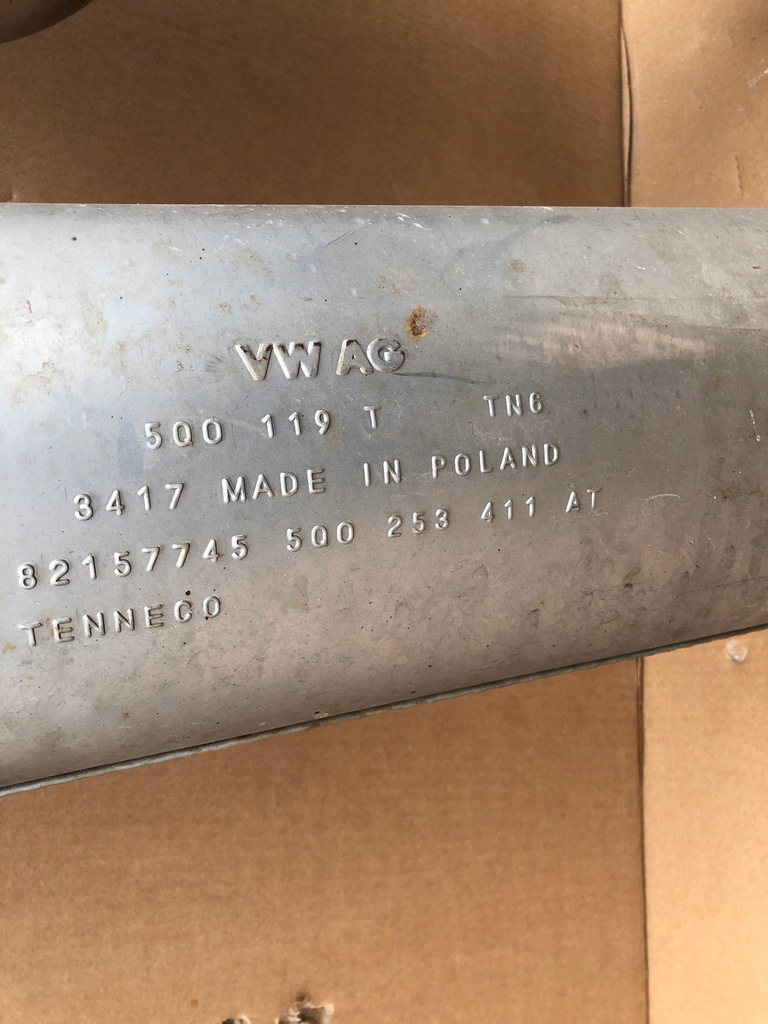 VW AG
5Q0 119 T TN6
3417 MADE IN POLAND
82157745 5Q0 253 411 AT
TENNECO